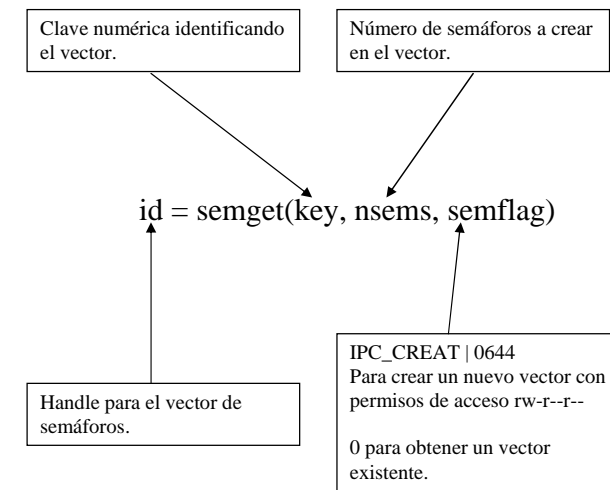 Clave numérica identificando
el vector.
Número de semáforos a crear
en el vector.
id = semget(key, nsems, semflag)
Handle para el vector de
semáforos.
IPC_CREAT | 0644
Para crear un nuevo vector con
permisos de acceso rw-r--r--
0 para obtener un vector
existente.